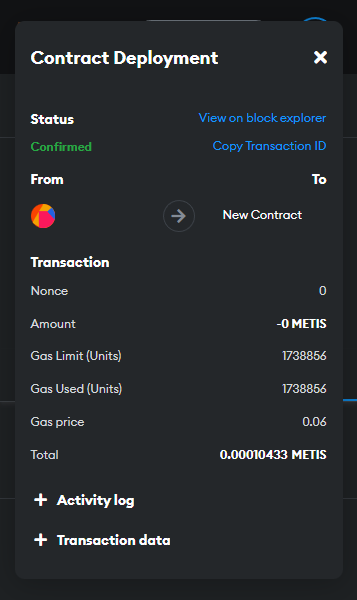 Contract Deployment
Status View on block explorer
Confirmed Copy Transaction ID
From To
New Contract
Transaction
Nonce 0
Amount -0 METIS
Gas Limit (Units) 1738856
Gas Used (Units) 1738856
Gas price 0.06
Total 0.00010433 METIS
Activity log
Transaction data